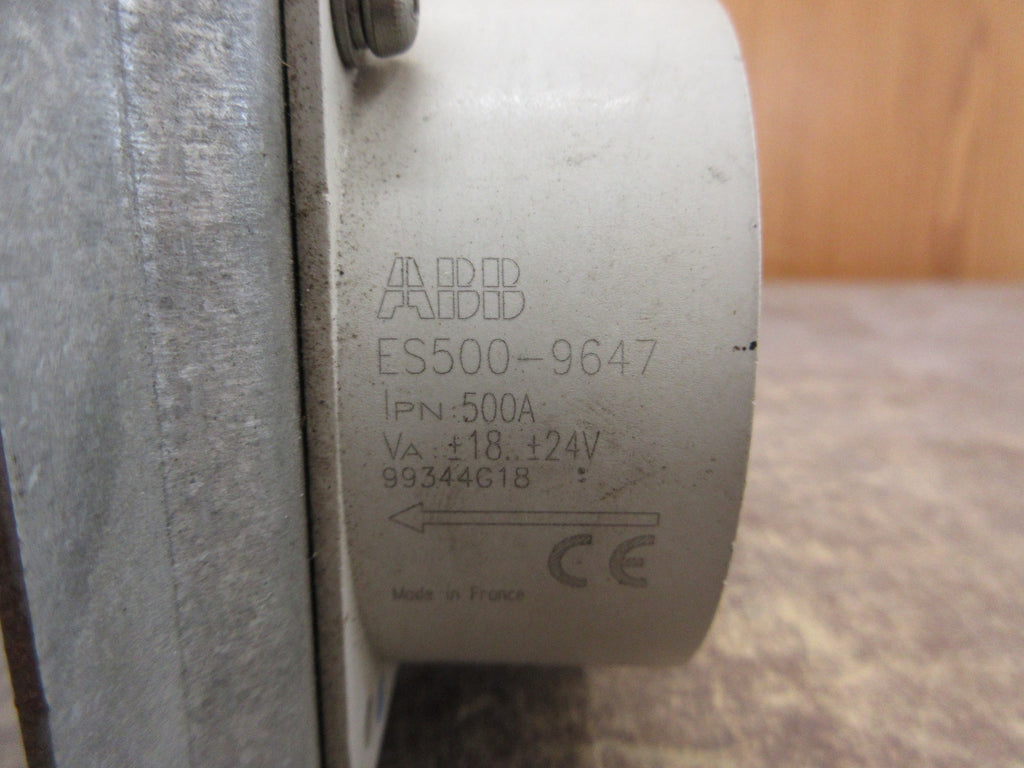 ABB
ES500-9647
IPN:500A
VA:±18..±24V
99344G18
CE
Made in France